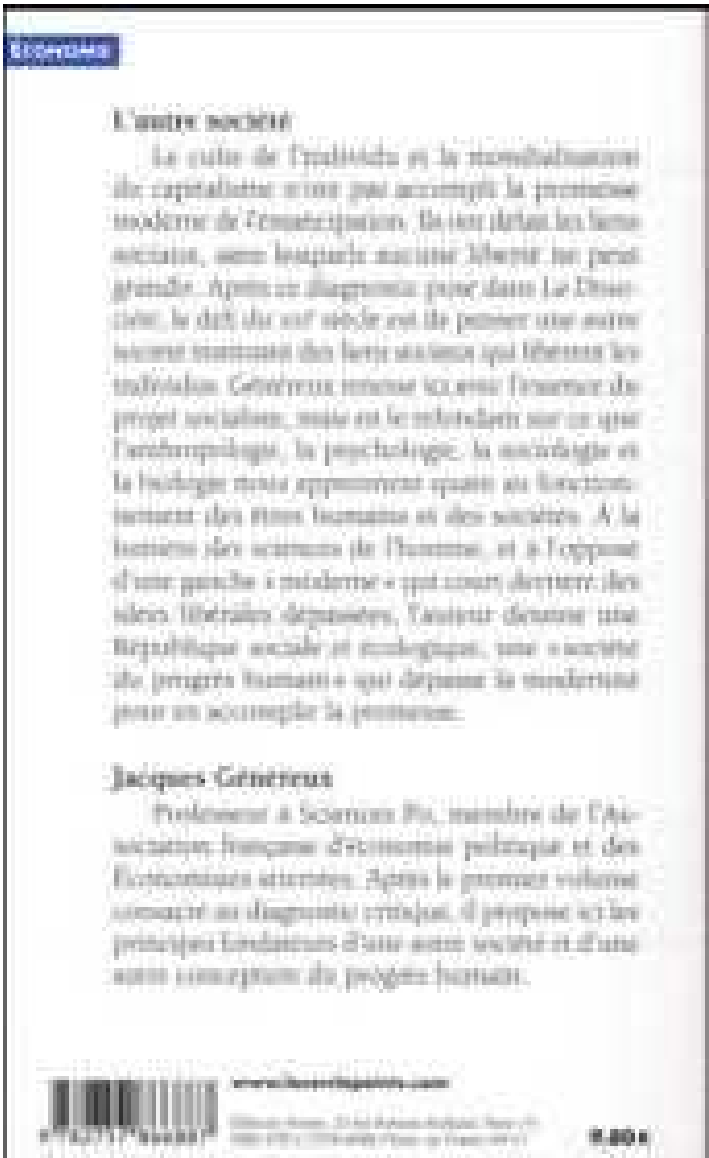 ECONOMIE
L'autre société
Le culte de l'individu et la mondialisation
du capitalisme n'ont pas accompli la promesse
moderne de l'émancipation. Ils ont défait les liens
sociaux, sans lesquels aucune liberté ne peut
grandir. Après ce diagnostic posé dans La Disso-
ciété, le défi du XXIe siècle est de penser une autre
société tissant des liens sociaux qui libèrent les
individus. Généreux renoue ici avec l'essence du
projet socialiste, mais en le refondant sur ce que
l'anthropologie, la psychologie, la sociologie et
la biologie nous apprennent quant au fonction-
nement des êtres humains et des sociétés. À la
lumière des sciences de l'homme, et à l'opposé
d'une gauche « moderne » qui court derrière des
idées libérales dépassées, l'auteur dessine une
République sociale et écologique, une « société
du progrès humain » qui dépasse la modernité
pour en accomplir la promesse.
Jacques Généreux
Professeur à Sciences Po, membre de l'As-
sociation française d'économie politique et des
Économistes atterrés. Après le premier volume
consacré au diagnostic critique, il propose ici les
principes fondateurs d'une autre société et d'une
autre conception du progrès humain.
www.lecerclepoints.com